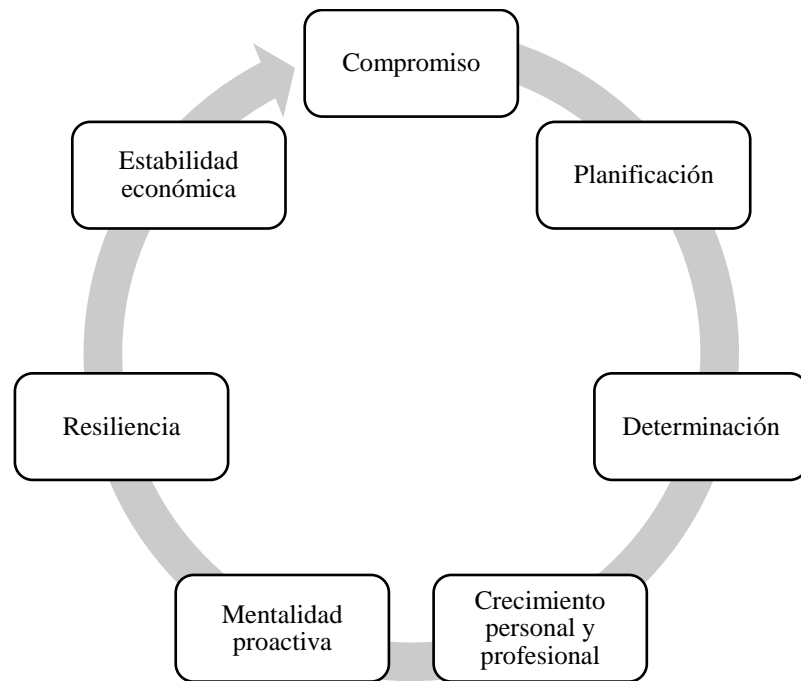 Compromiso
Planificación
Determinación
Crecimiento
personal y
profesional
Mentalidad
proactiva
Resiliencia
Estabilidad
económica